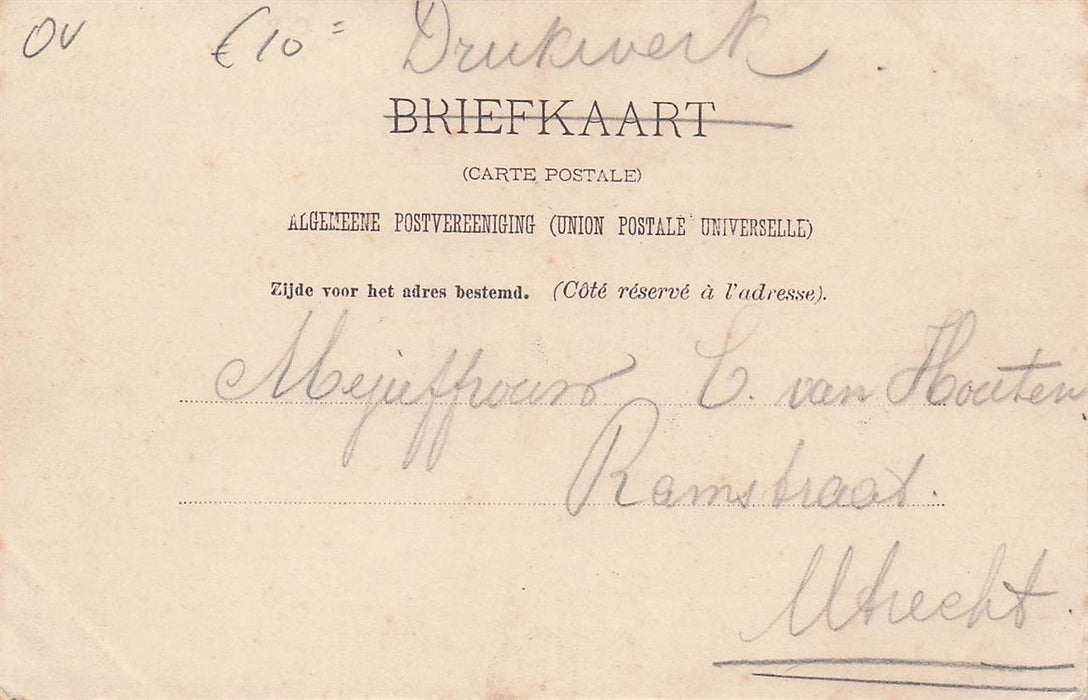 OV € 10 = Drukwerk.
BRIEFKAART
(CARTE POSTALE)
ALGEMEENE POSTVEREENIGING (UNION POSTALE UNIVERSELLE)
Zijde voor het adres bestemd. (Côté réservé à l'adresse).
Mejuffrouw C. van Houten
Ramstraat.
Utrecht.